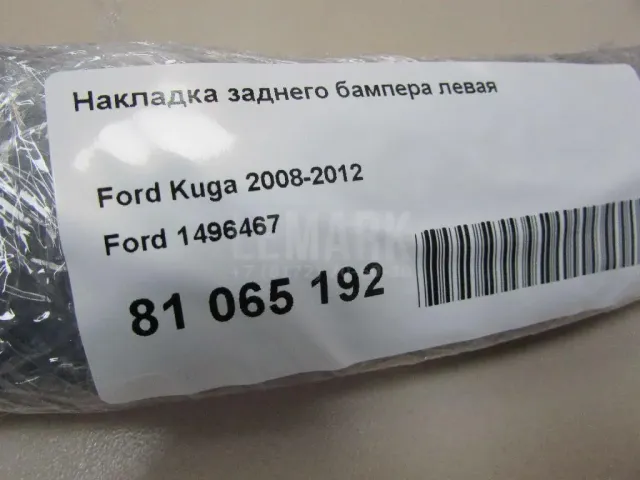 Накладка заднего бампера левая
Ford Kuga 2008-2012
Ford 1496467
81 065 192